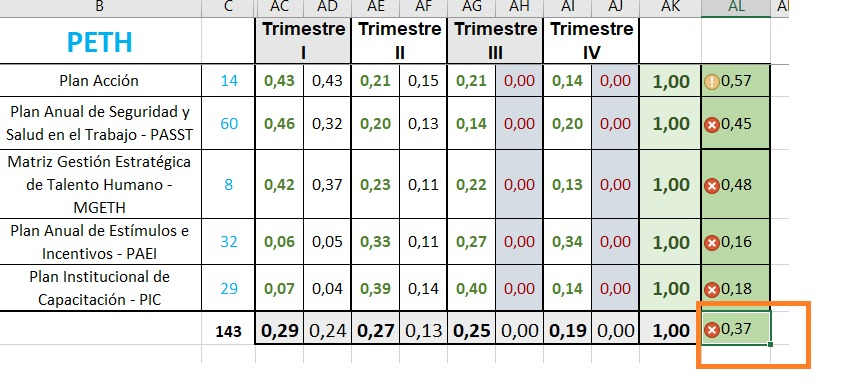 B C AC AD AE AF AG AH AI AJ AK AL
PETH Trimestre I Trimestre II Trimestre III Trimestre IV
Plan Acción 14 0,43 0,43 0,21 0,15 0,21 0,00 0,14 0,00 1,00 0,57
Plan Anual de Seguridad y
Salud en el Trabajo - PASST 60 0,46 0,32 0,20 0,13 0,14 0,00 0,20 0,00 1,00 0,45
Matriz Gestión Estratégica
de Talento Humano -
MGETH 8 0,42 0,37 0,23 0,11 0,22 0,00 0,13 0,00 1,00 0,48
Plan Anual de Estímulos e
Incentivos - PAEI 32 0,06 0,05 0,33 0,11 0,27 0,00 0,34 0,00 1,00 0,16
Plan Institucional de
Capacitación - PIC 29 0,07 0,04 0,39 0,14 0,40 0,00 0,14 0,00 1,00 0,18
143 0,29 0,24 0,27 0,13 0,25 0,00 0,19 0,00 1,00 0,37